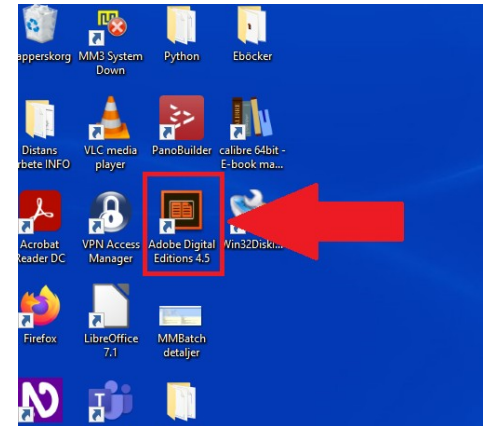 apperskorg
MM3 System
Down
Python
Eböcker
Distans
rbete INFO
VLC media
player
PanoBuilder
calibre 64bit -
E-book ma...
Acrobat
Reader DC
VPN Access
Manager
Adobe Digital
Editions 4.5
Win32DiskI...
Firefox
LibreOffice
7.1
MMBatch
detaljer